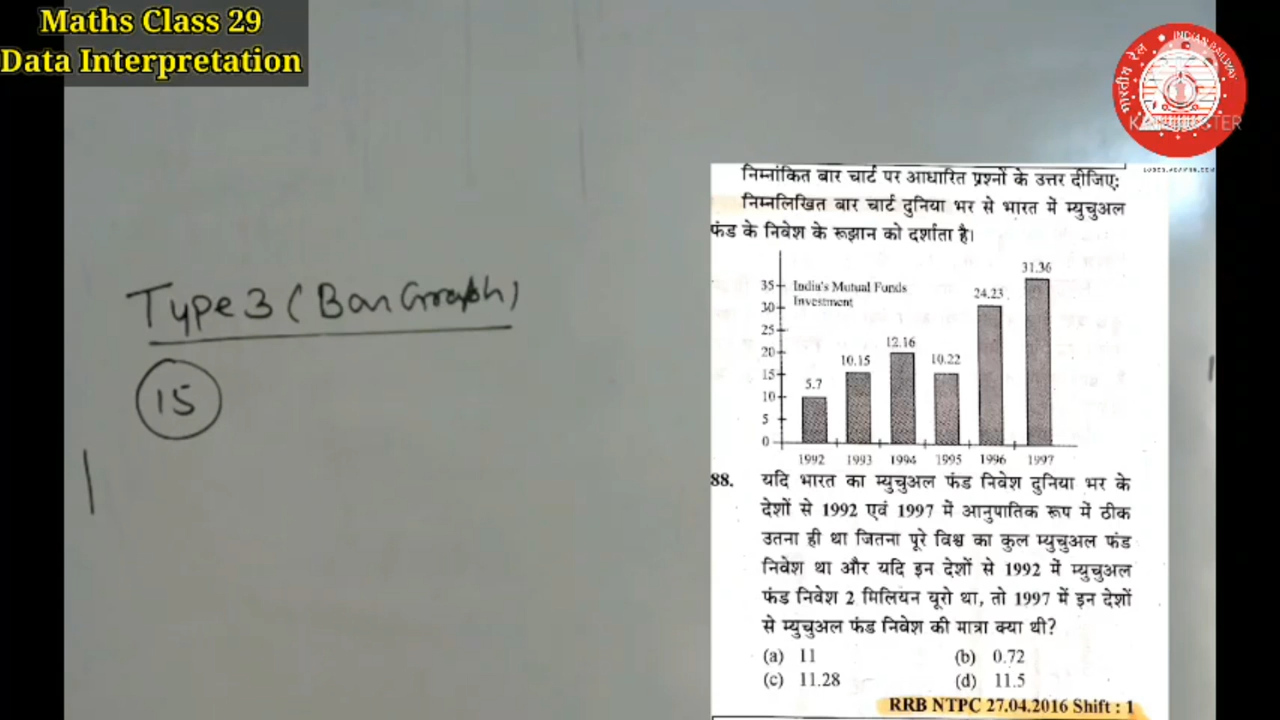 Maths Class 29
Data Interpretation
Type 3 (Bar Graph)
15
INDIAN RAILWAY
भारतीय रेल
निम्नांकित बार चार्ट पर आधारित प्रश्नों के उत्तर दीजिए:
निम्नलिखित बार चार्ट दुनिया भर से भारत में म्युचुअल
फंड के निवेश के रूझान को दर्शाता है।
India's Mutual Funds
Investment
35
30
25
20
15
10
5
0
5.7
10.15
12.16
10.22
24.23
31.36
1992 1993 1994 1995 1996 1997
88. यदि भारत का म्युचुअल फंड निवेश दुनिया भर के
देशों से 1992 एवं 1997 में आनुपातिक रूप में ठीक
उतना ही था जितना पूरे विश्व का कुल म्युचुअल फंड
निवेश था और यदि इन देशों से 1992 में म्युचुअल
फंड निवेश 2 मिलियन यूरो था, तो 1997 में इन देशों
से म्युचुअल फंड निवेश की मात्रा क्या थी?
(a) 11 (b) 0.72
(c) 11.28 (d) 11.5
RRB NTPC 27.04.2016 Shift : 1